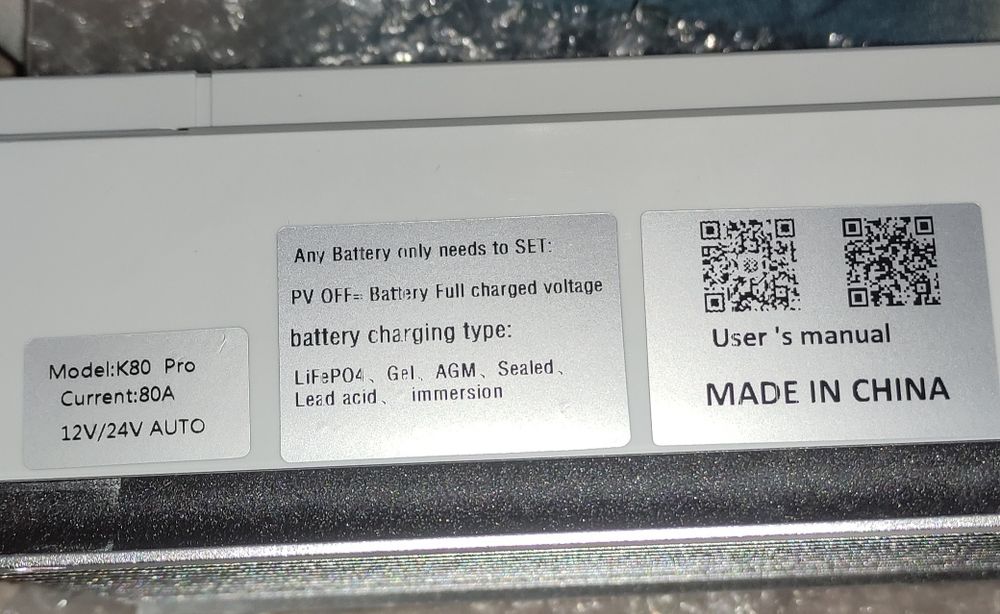 Model:K80 Pro
Current:80A
12V/24V AUTO
Any Battery only needs to SET:
PV OFF= Battery Full charged voltage
battery charging type:
LiFePO4、Gel、AGM、Sealed、
Lead acid、 immersion
User 's manual
MADE IN CHINA